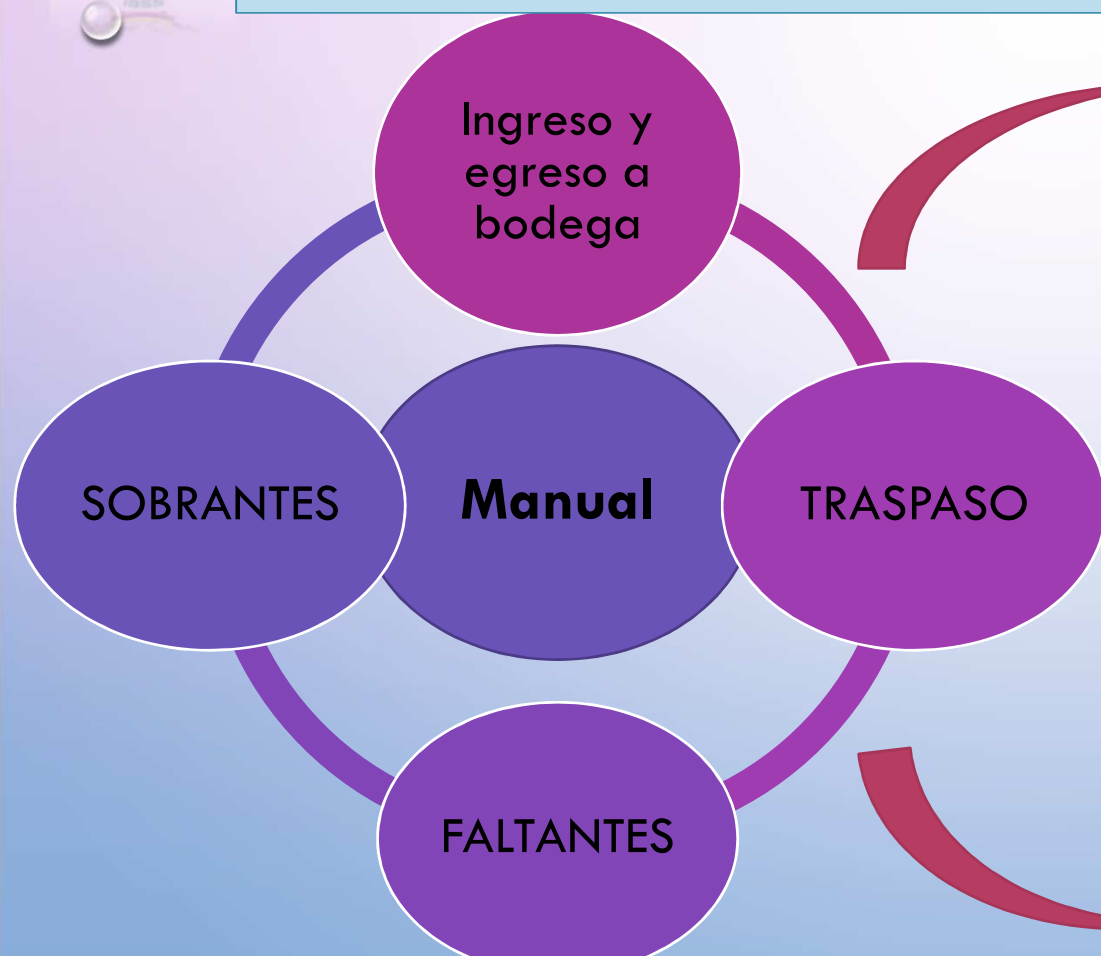 Ingreso y
egreso a
bodega
SOBRANTES
Manual
TRASPASO
FALTANTES